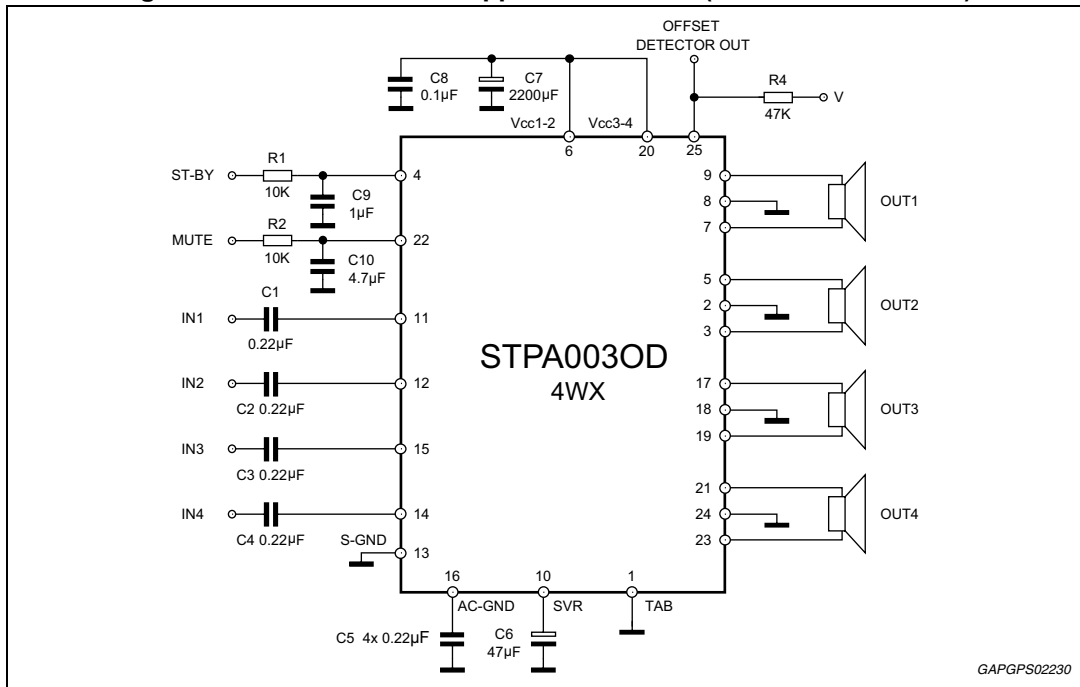 OFFSET
DETECTOR OUT
C8
0.1µF
C7
2200µF
R4
47K
V
Vcc1-2
Vcc3-4
6
20
25
ST-BY
R1
10K
4
C9
1µF
MUTE
R2
10K
22
C10
4.7µF
IN1
C1
0.22µF
11
IN2
C2 0.22µF
12
IN3
C3 0.22µF
15
IN4
C4 0.22µF
14
S-GND
13
STPA003OD
4WX
9
8
7
OUT1
5
2
3
OUT2
17
18
19
OUT3
21
24
23
OUT4
16
AC-GND
10
SVR
1
TAB
C5 4x 0.22µF
C6
47µF
GAPGPS02230